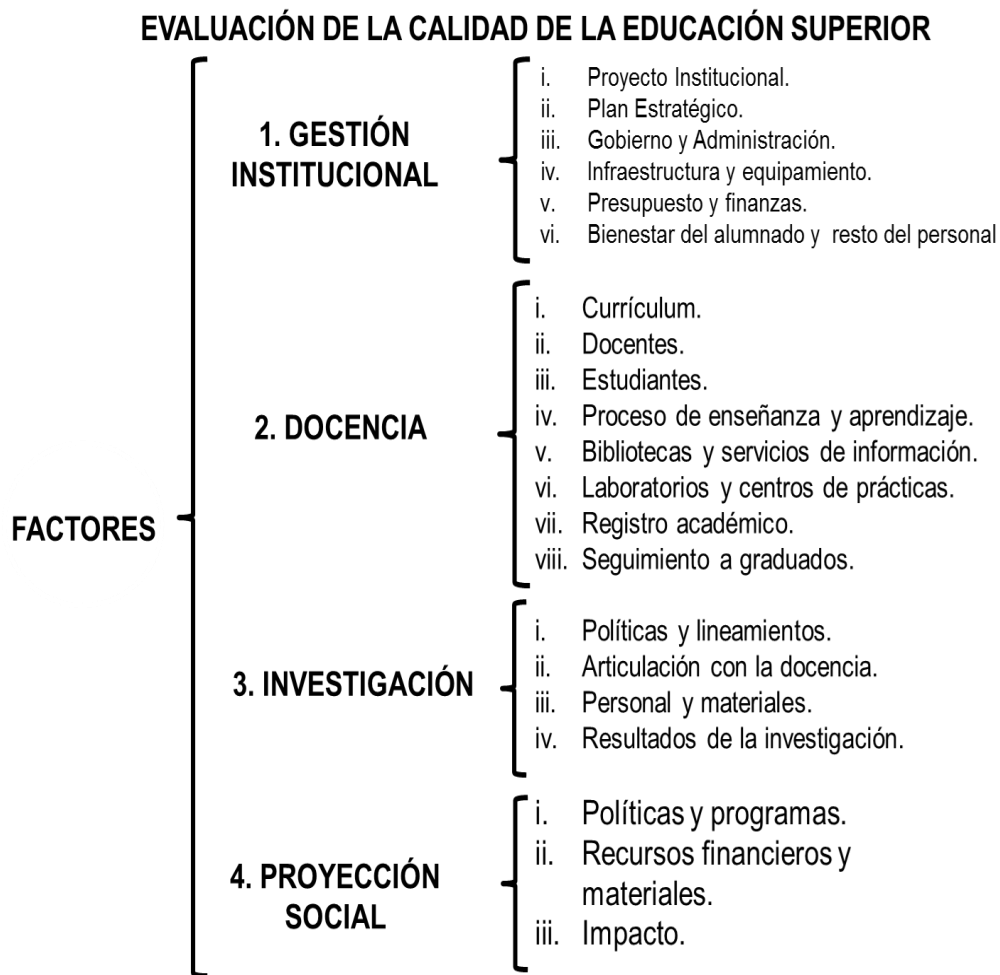 EVALUACIÓN DE LA CALIDAD DE LA EDUCACIÓN SUPERIOR
FACTORES
1. GESTIÓN
INSTITUCIONAL
i. Proyecto Institucional.
ii. Plan Estratégico.
iii. Gobierno y Administración.
iv. Infraestructura y equipamiento.
v. Presupuesto y finanzas.
vi. Bienestar del alumnado y resto del personal
2. DOCENCIA
i. Currículum.
ii. Docentes.
iii. Estudiantes.
iv. Proceso de enseñanza y aprendizaje.
v. Bibliotecas y servicios de información.
vi. Laboratorios y centros de prácticas.
vii. Registro académico.
viii. Seguimiento a graduados.
3. INVESTIGACIÓN
i. Políticas y lineamientos.
ii. Articulación con la docencia.
iii. Personal y materiales.
iv. Resultados de la investigación.
4. PROYECCIÓN
SOCIAL
i. Políticas y programas.
ii. Recursos financieros y
materiales.
iii. Impacto.